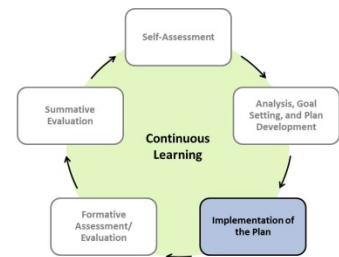 Self-Assessment
Analysis, Goal
Setting, and Plan
Development
Implementation of
the Plan
Formative
Assessment/
Evaluation
Summative
Evaluation
Continuous
Learning